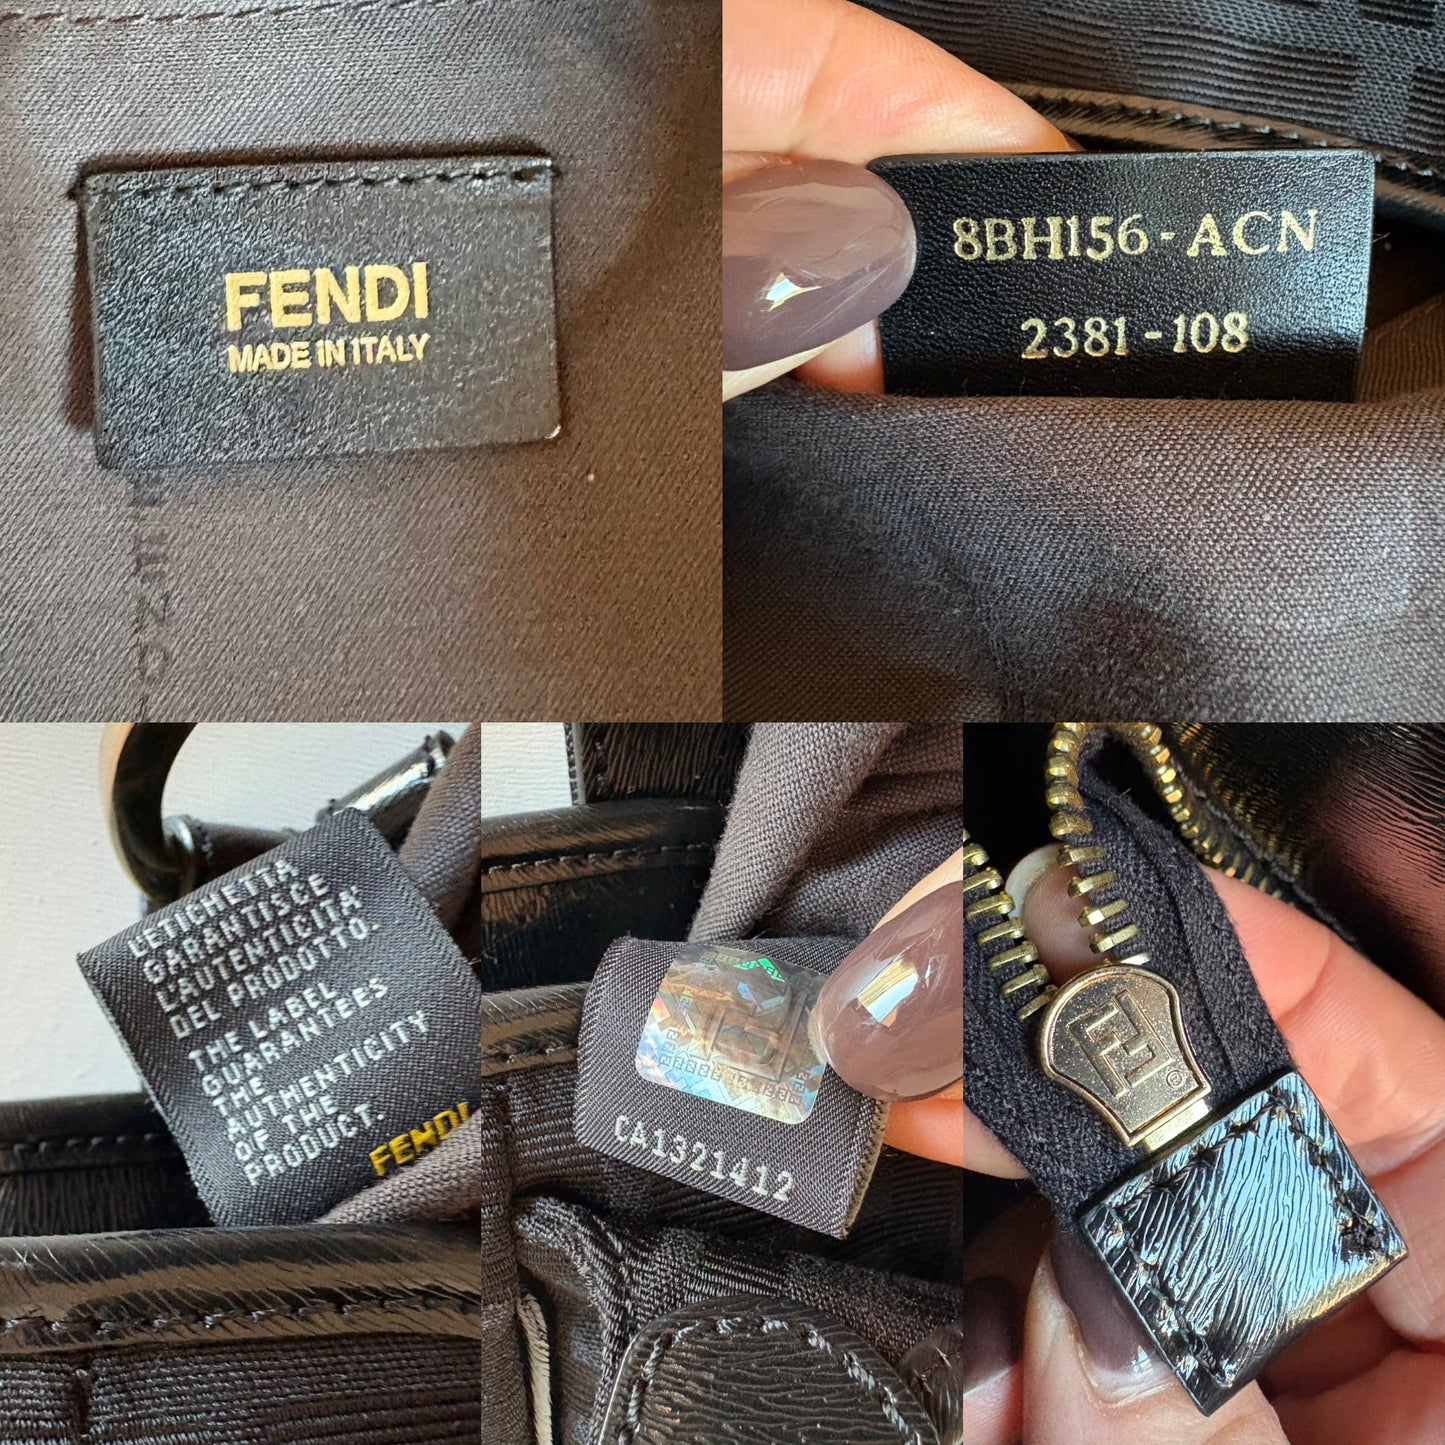 FENDI
MADE IN ITALY
8BH156-ACN
2381-108
L'ETICHETTA
GARANTISCE
L'AUTENTICITA'
DEL PRODOTTO.
THE LABEL
GUARANTEES
THE
AUTHENTICITY
OF THE
PRODUCT.
FENDI
CA1321412
®